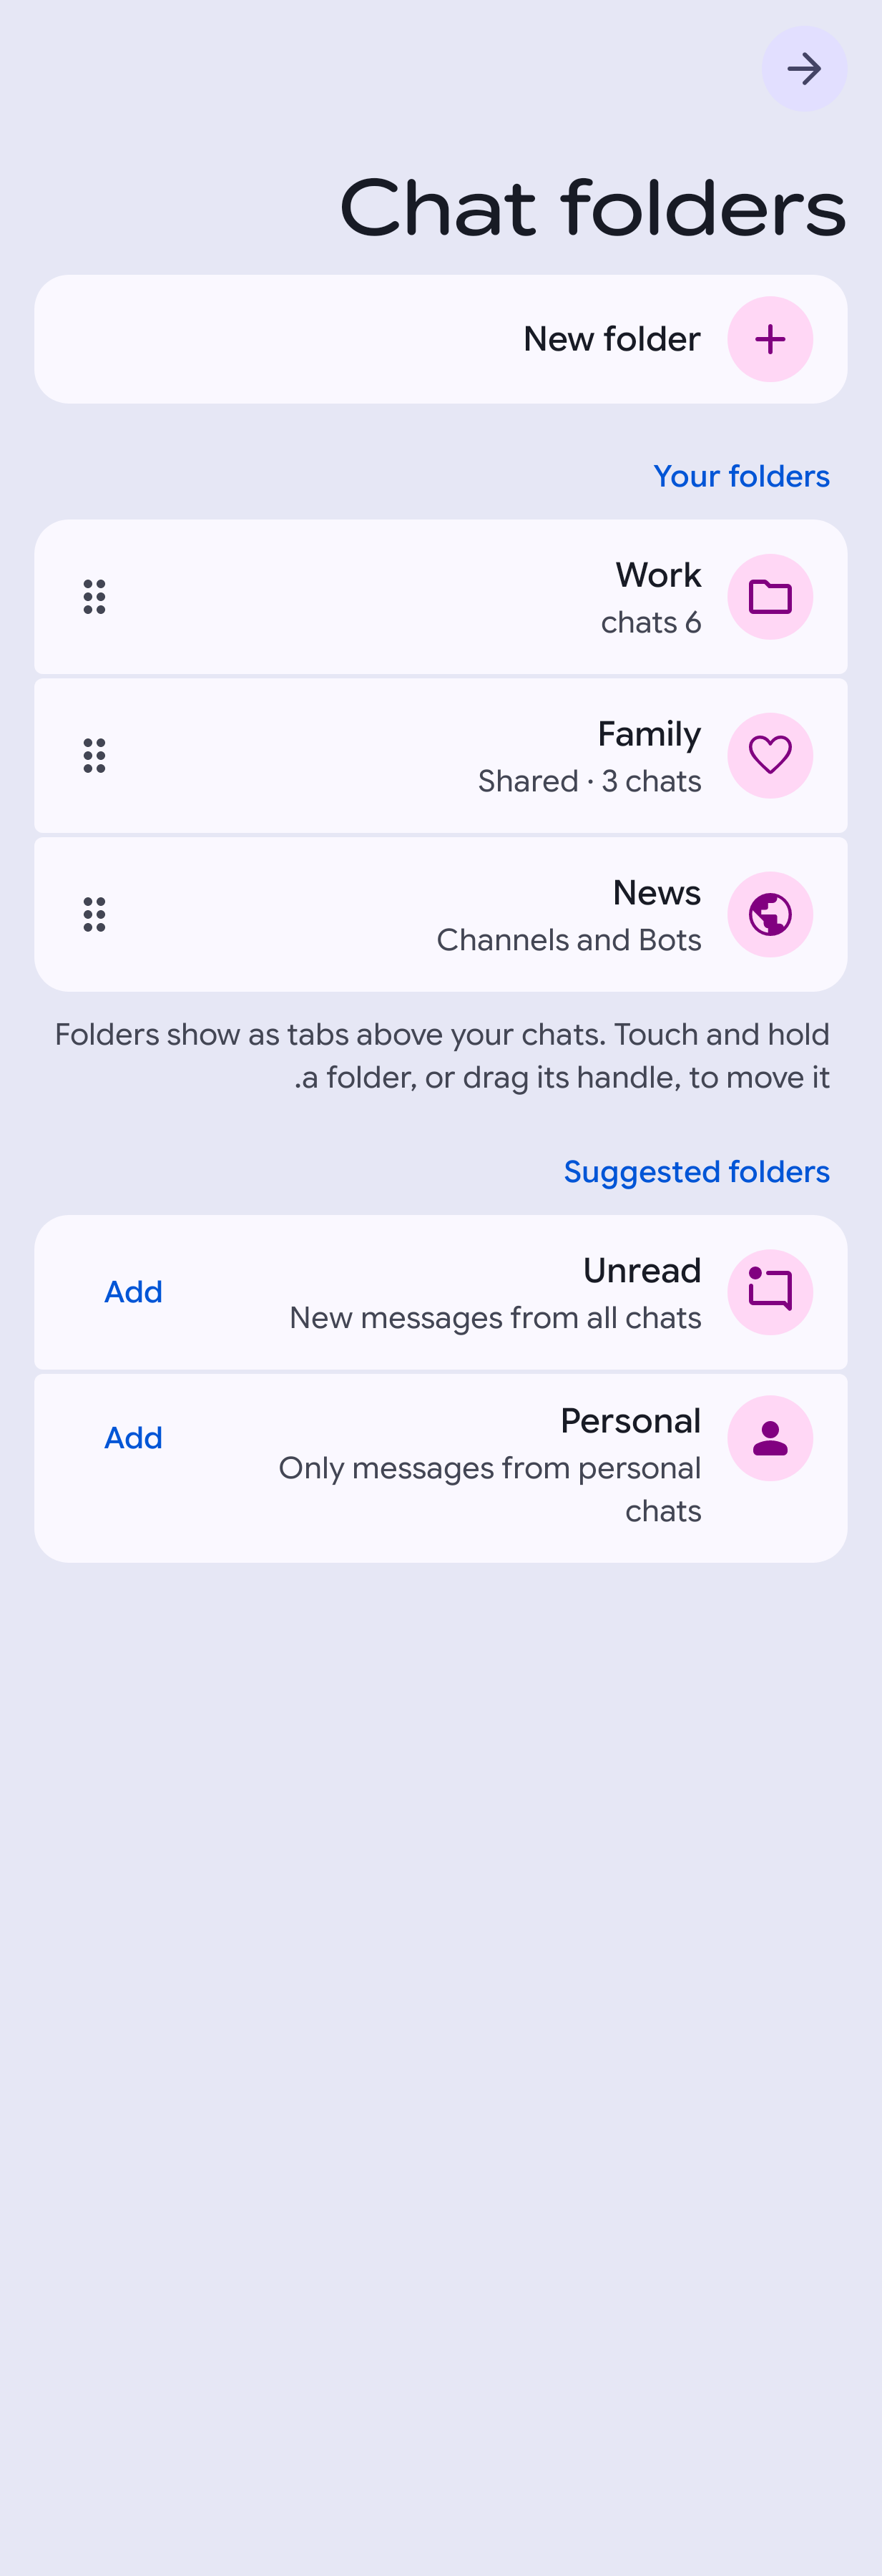 Chat folders
New folder
Your folders
Work
chats 6
Family
Shared · 3 chats
News
Channels and Bots
Folders show as tabs above your chats. Touch and hold
.a folder, or drag its handle, to move it
Suggested folders
Unread
New messages from all chats
Add
Personal
Only messages from personal
chats
Add